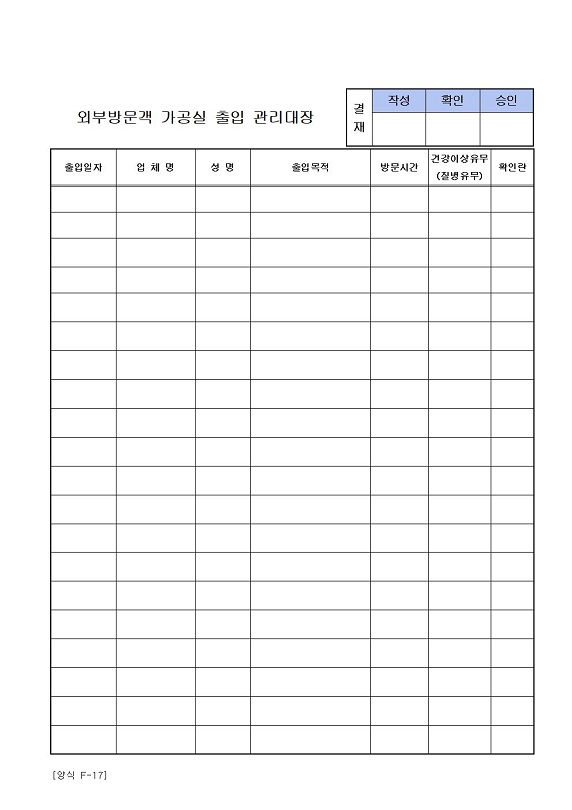 외부방문객 가공실 출입 관리대장
결재
작성 확인 승인
출입일자 업 체 명 성 명 출입목적 방문시간 건강이상유무 (질병유무) 확인란
[양식 F-17]